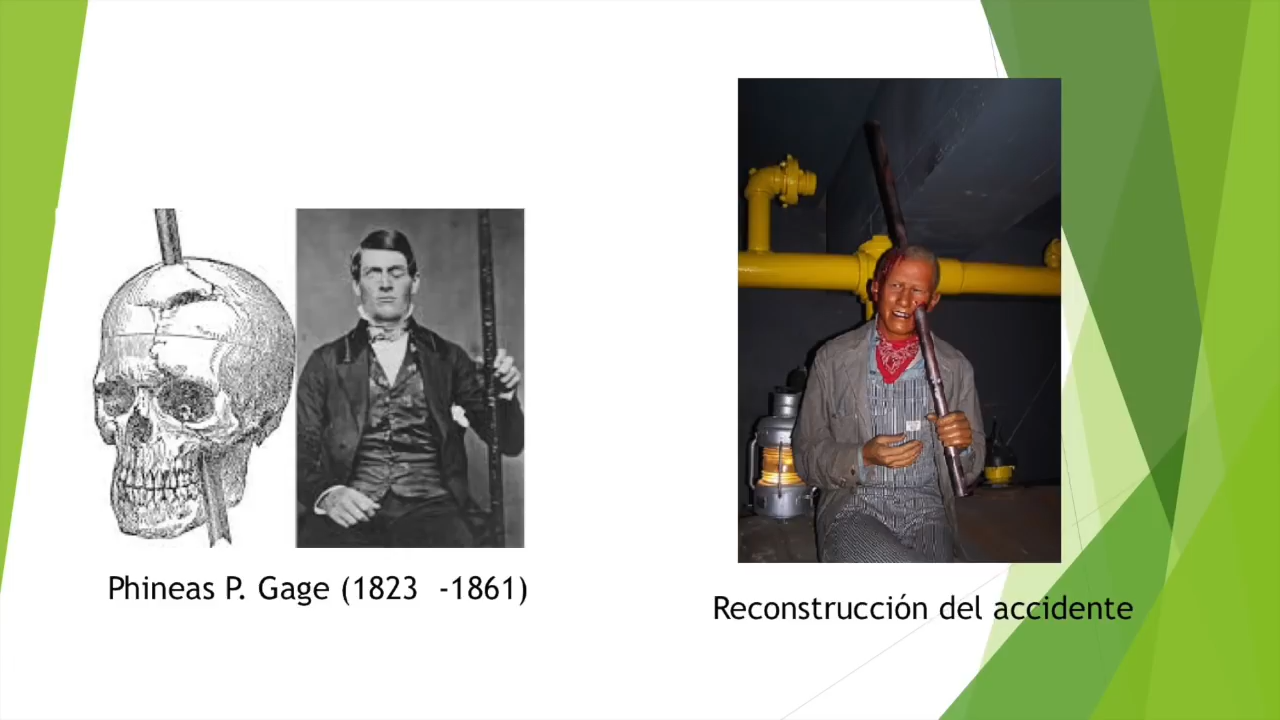 Phineas P. Gage (1823 -1861)
Reconstrucción del accidente